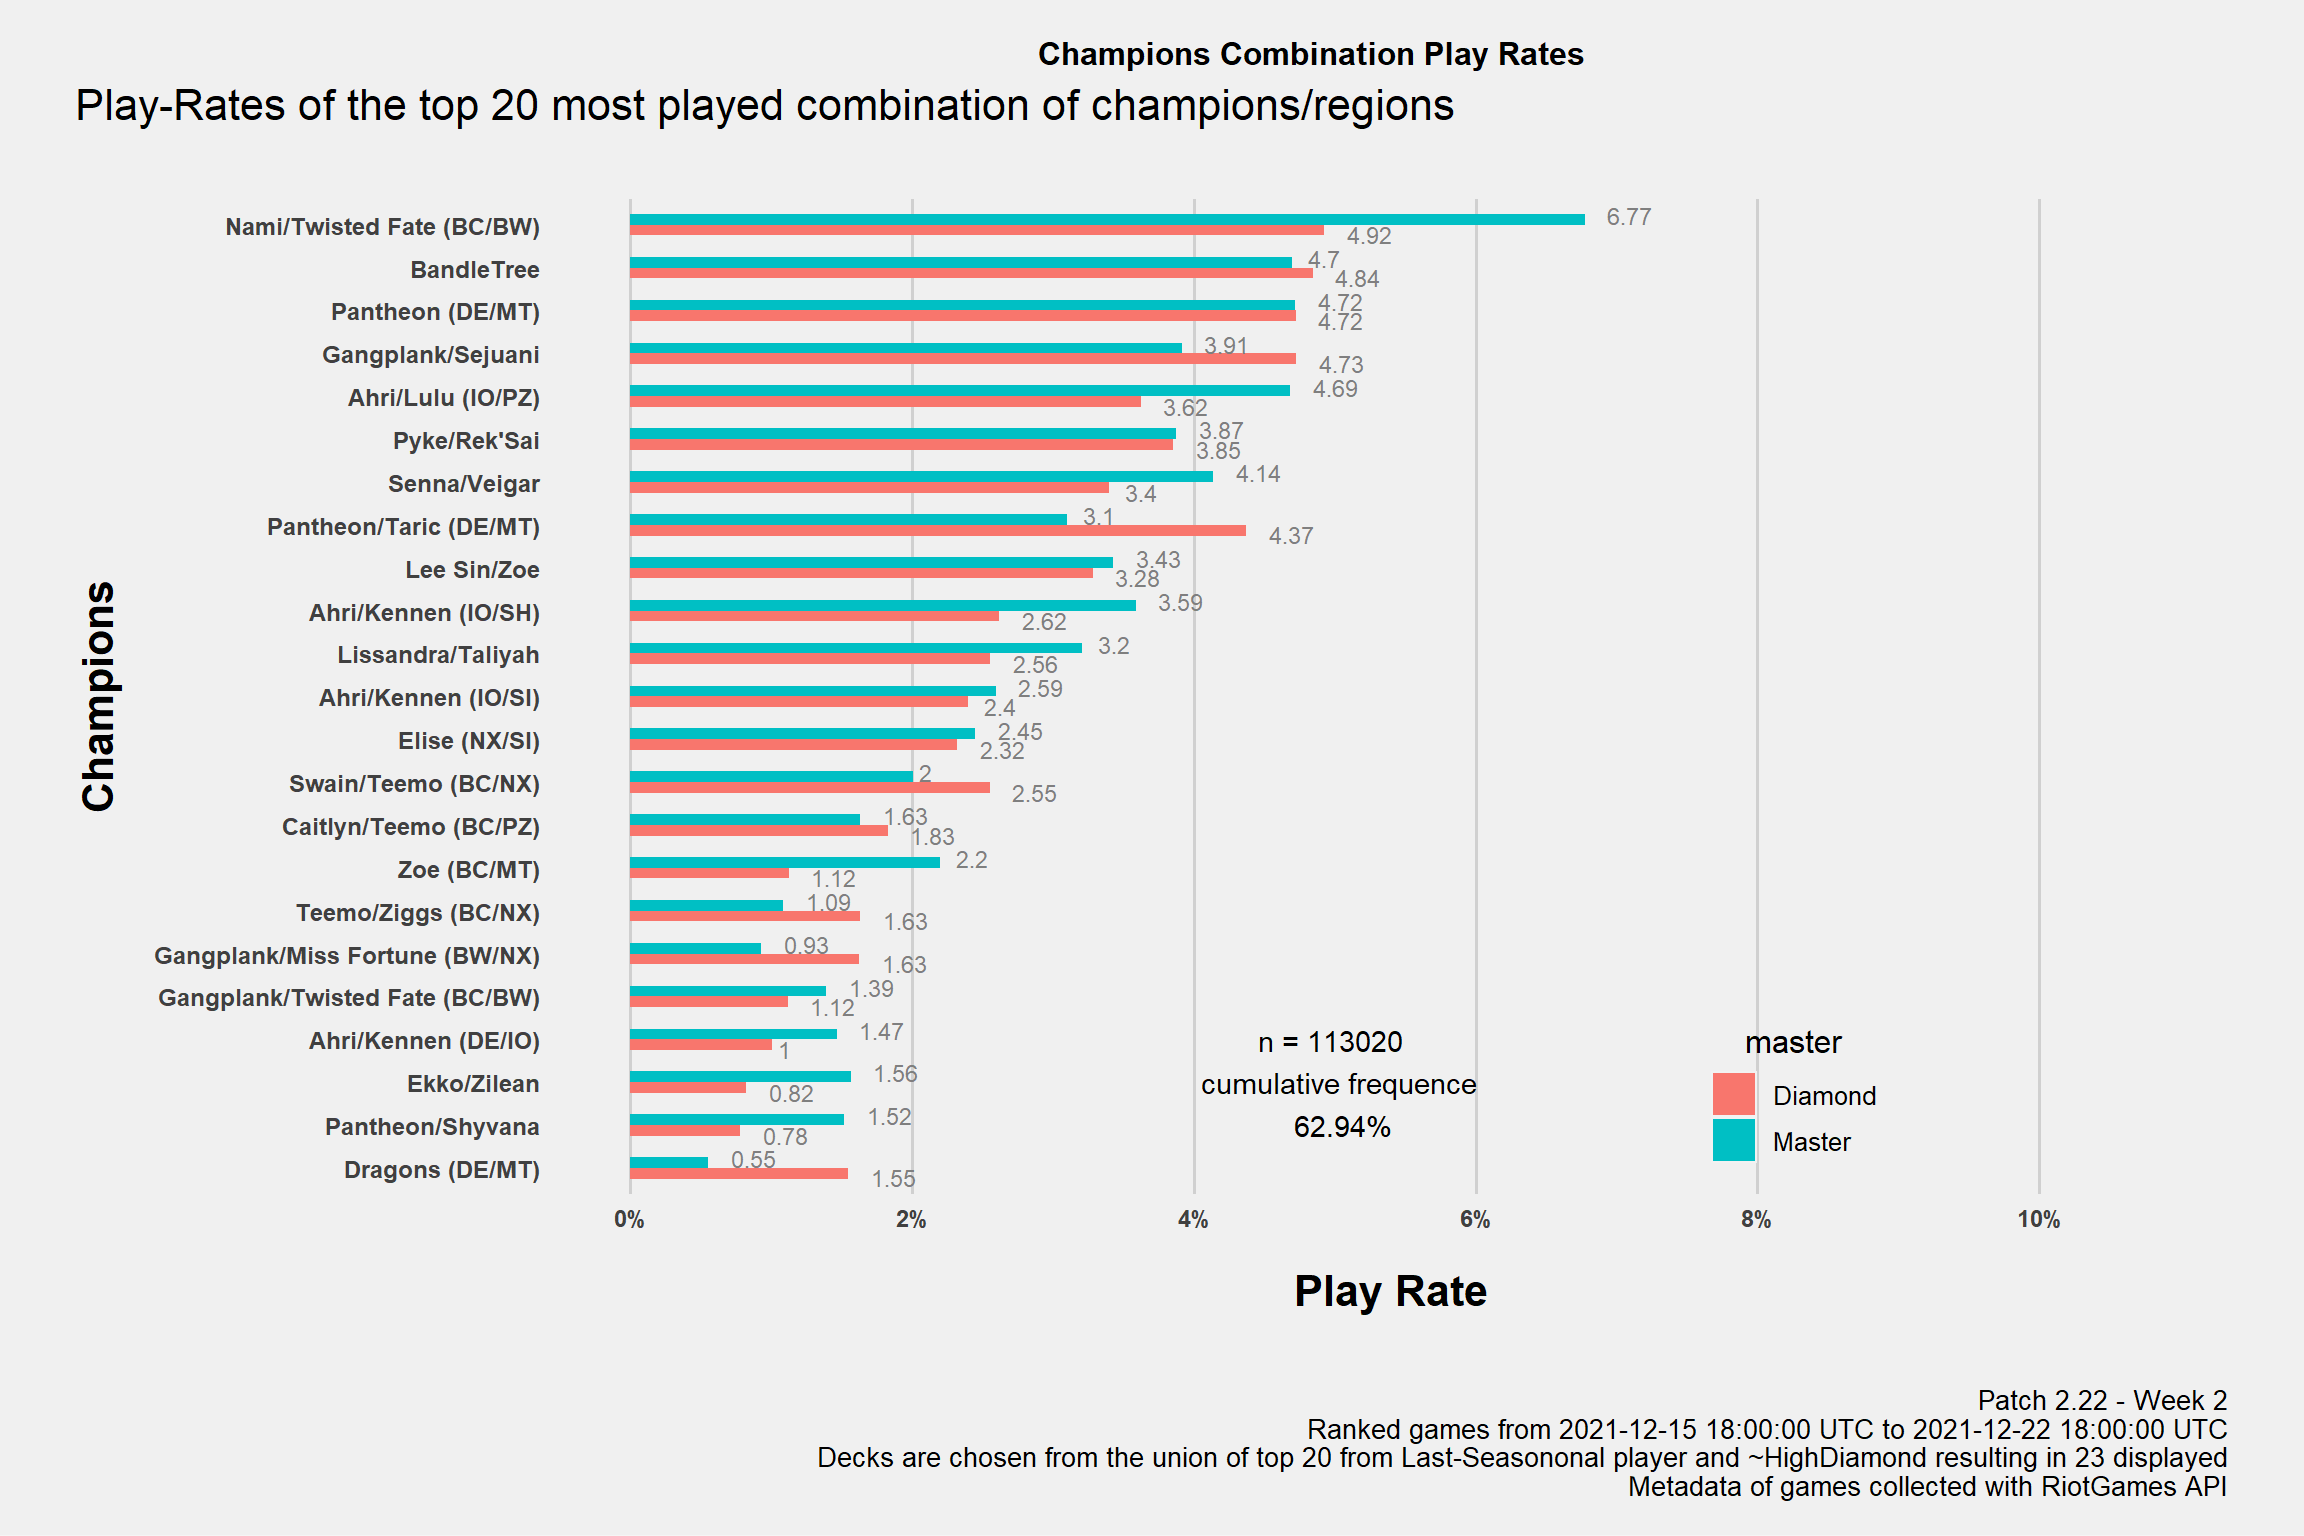 Champions Combination Play Rates
Play-Rates of the top 20 most played combination of champions/regions
Champions
Nami/Twisted Fate (BC/BW)
6.77
4.92
BandleTree
4.7
4.84
Pantheon (DE/MT)
4.72
4.72
Gangplank/Sejuani
3.91
4.73
Ahri/Lulu (IO/PZ)
4.69
3.62
Pyke/Rek'Sai
3.87
3.85
Senna/Veigar
4.14
3.4
Pantheon/Taric (DE/MT)
3.1
4.37
Lee Sin/Zoe
3.43
3.28
Ahri/Kennen (IO/SH)
3.59
2.62
Lissandra/Taliyah
3.2
2.56
Ahri/Kennen (IO/SI)
2.59
2.4
Elise (NX/SI)
2.45
2.32
Swain/Teemo (BC/NX)
2
2.55
Caitlyn/Teemo (BC/PZ)
1.63
1.83
Zoe (BC/MT)
2.2
1.12
Teemo/Ziggs (BC/NX)
1.09
1.63
Gangplank/Miss Fortune (BW/NX)
0.93
1.63
Gangplank/Twisted Fate (BC/BW)
1.39
1.12
Ahri/Kennen (DE/IO)
1.47
1
Ekko/Zilean
1.56
0.82
Pantheon/Shyvana
1.52
0.78
Dragons (DE/MT)
0.55
1.55
n = 113020
cumulative frequence
62.94%
master
Diamond
Master
0% 2% 4% 6% 8% 10%
Play Rate
Patch 2.22 - Week 2
Ranked games from 2021-12-15 18:00:00 UTC to 2021-12-22 18:00:00 UTC
Decks are chosen from the union of top 20 from Last-Seasononal player and ~HighDiamond resulting in 23 displayed
Metadata of games collected with RiotGames API